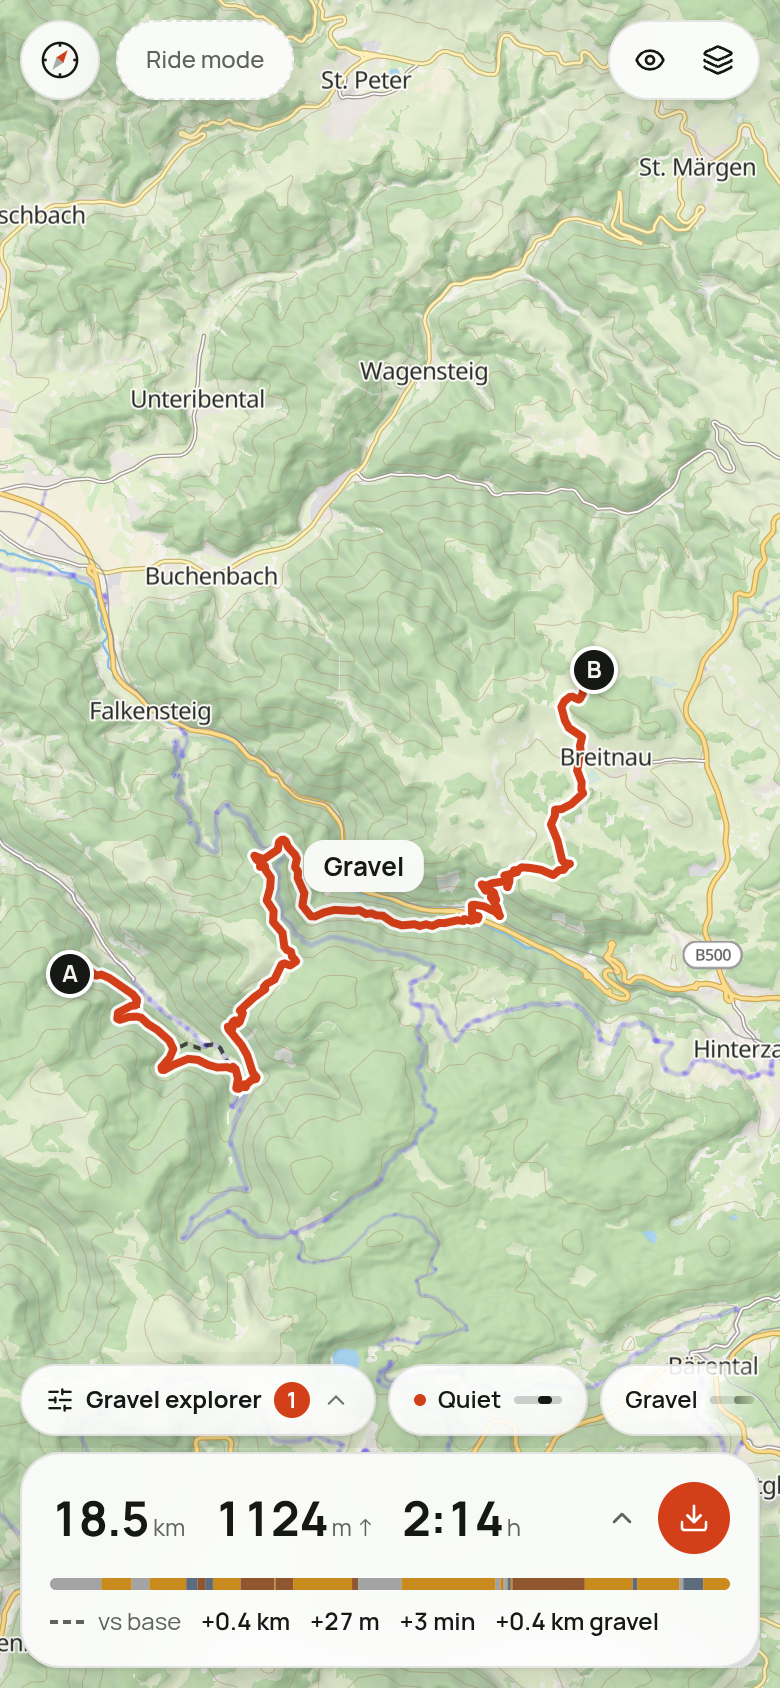 Ride mode
St. Peter
St. Märgen
schbach
Wagensteig
Unteribental
Buchenbach
B
Falkensteig
Breitnau
Gravel
A
B500
Hinterza
Bärental
Gravel explorer 1
Quiet
Gravel
18.5 km 1124 m ↑ 2:14 h
vs base +0.4 km +27 m +3 min +0.4 km gravel